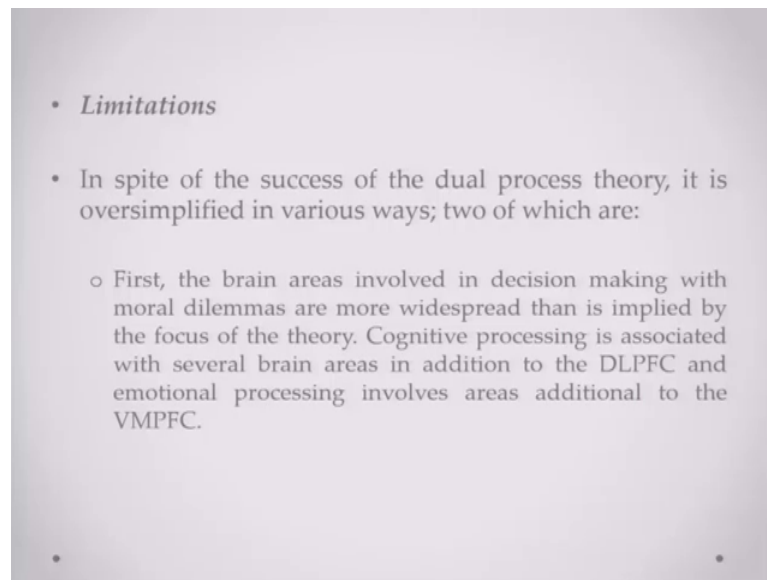 • Limitations
• In spite of the success of the dual process theory, it is
oversimplified in various ways; two of which are:
o First, the brain areas involved in decision making with
moral dilemmas are more widespread than is implied by
the focus of the theory. Cognitive processing is associated
with several brain areas in addition to the DLPFC and
emotional processing involves areas additional to the
VMPFC.